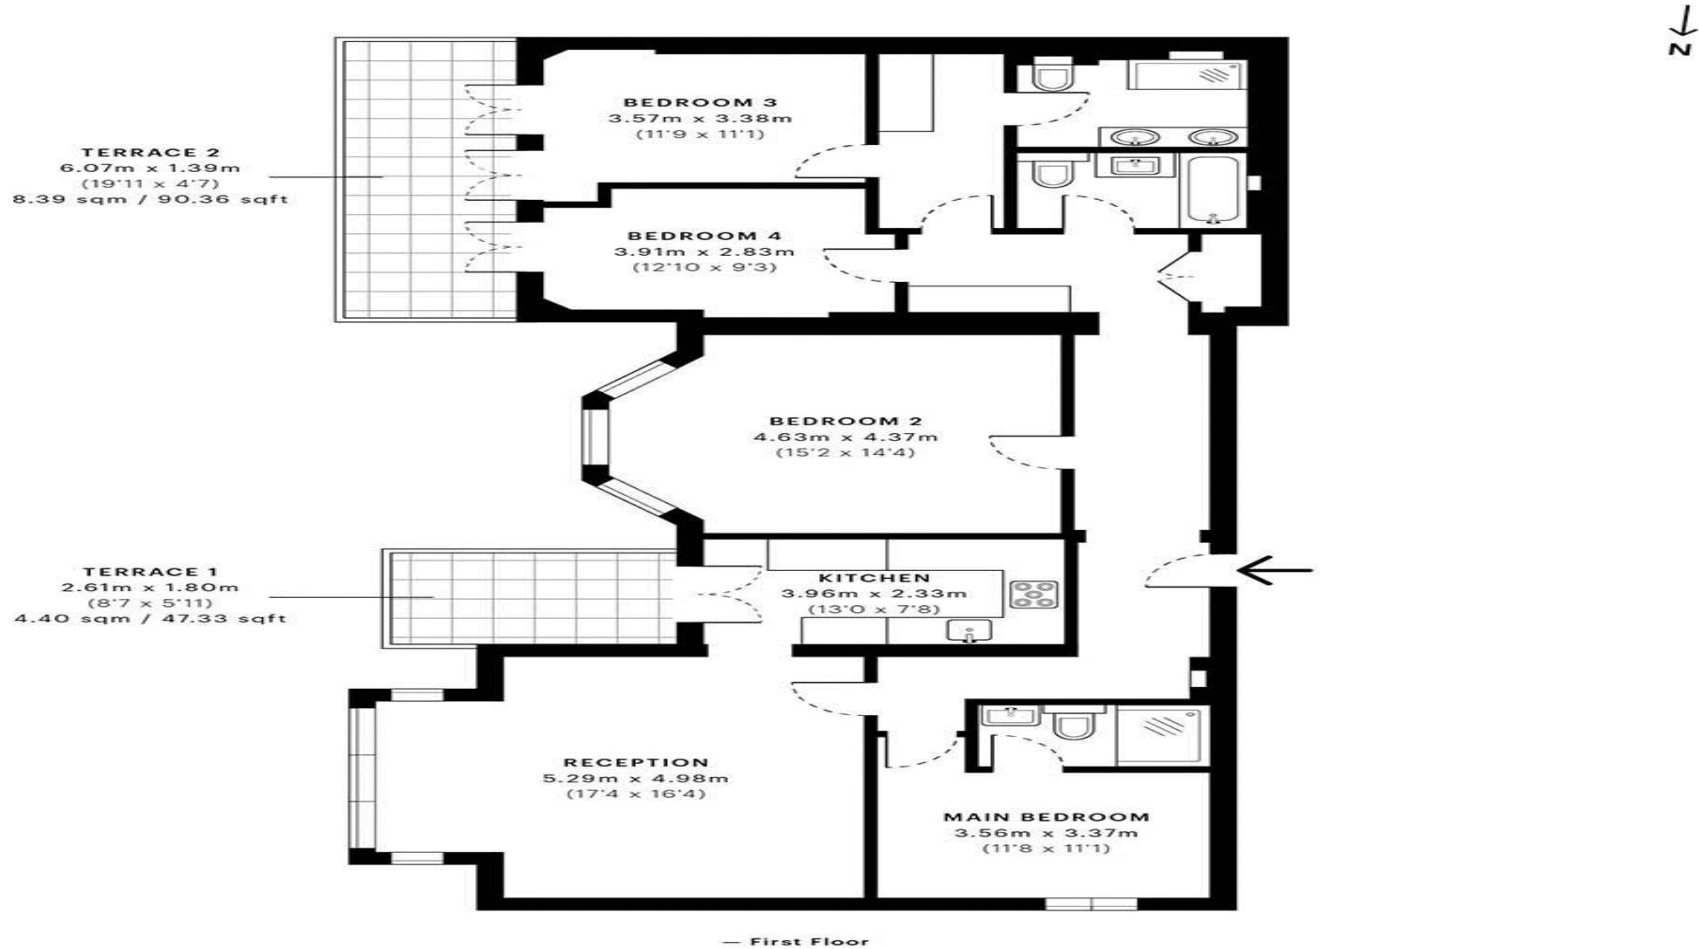 N
BEDROOM 3
3.57m x 3.38m
(11'9 x 11'1)
TERRACE 2
6.07m x 1.39m
(19'11 x 4'7)
8.39 sqm / 90.36 sqft
BEDROOM 4
3.91m x 2.83m
(12'10 x 9'3)
BEDROOM 2
4.63m x 4.37m
(15'2 x 14'4)
TERRACE 1
2.61m x 1.80m
(8'7 x 5'11)
4.40 sqm / 47.33 sqft
KITCHEN
3.96m x 2.33m
(13'0 x 7'8)
RECEPTION
5.29m x 4.98m
(17'4 x 16'4)
MAIN BEDROOM
3.56m x 3.37m
(11'8 x 11'1)
— First Floor